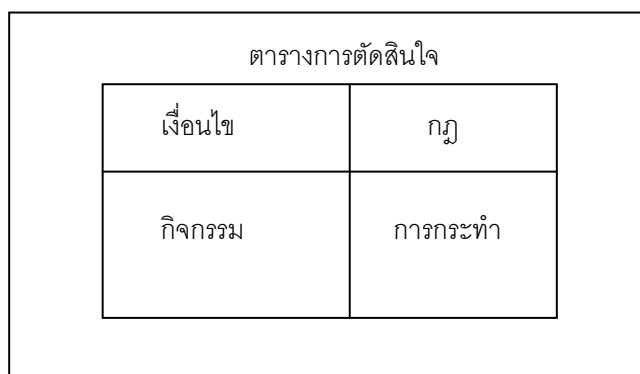 ตารางการตัดสินใจ
เงื่อนไข กฎ
กิจกรรม การกระทำ